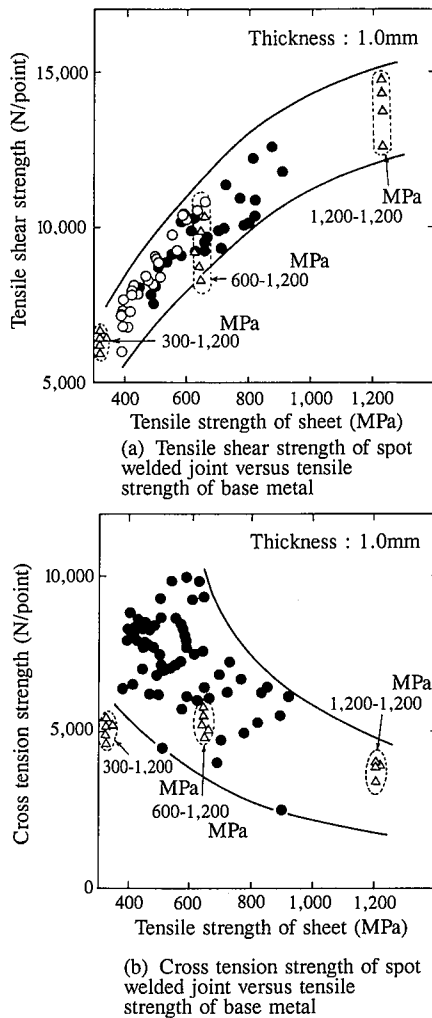 Thickness : 1.0mm
15,000
10,000
5,000
Tensile shear strength (N/point)
MPa
1,200-1,200
MPa
600-1,200
MPa
300-1,200
400 600 800 1,000 1,200
Tensile strength of sheet (MPa)
(a) Tensile shear strength of spot
welded joint versus tensile
strength of base metal
Thickness : 1.0mm
10,000
5,000
0
Cross tension strength (N/point)
MPa
1,200-1,200
300-1,200
MPa
600-1,200
MPa
400 600 800 1,000 1,200
Tensile strength of sheet (MPa)
(b) Cross tension strength of spot
welded joint versus tensile
strength of base metal